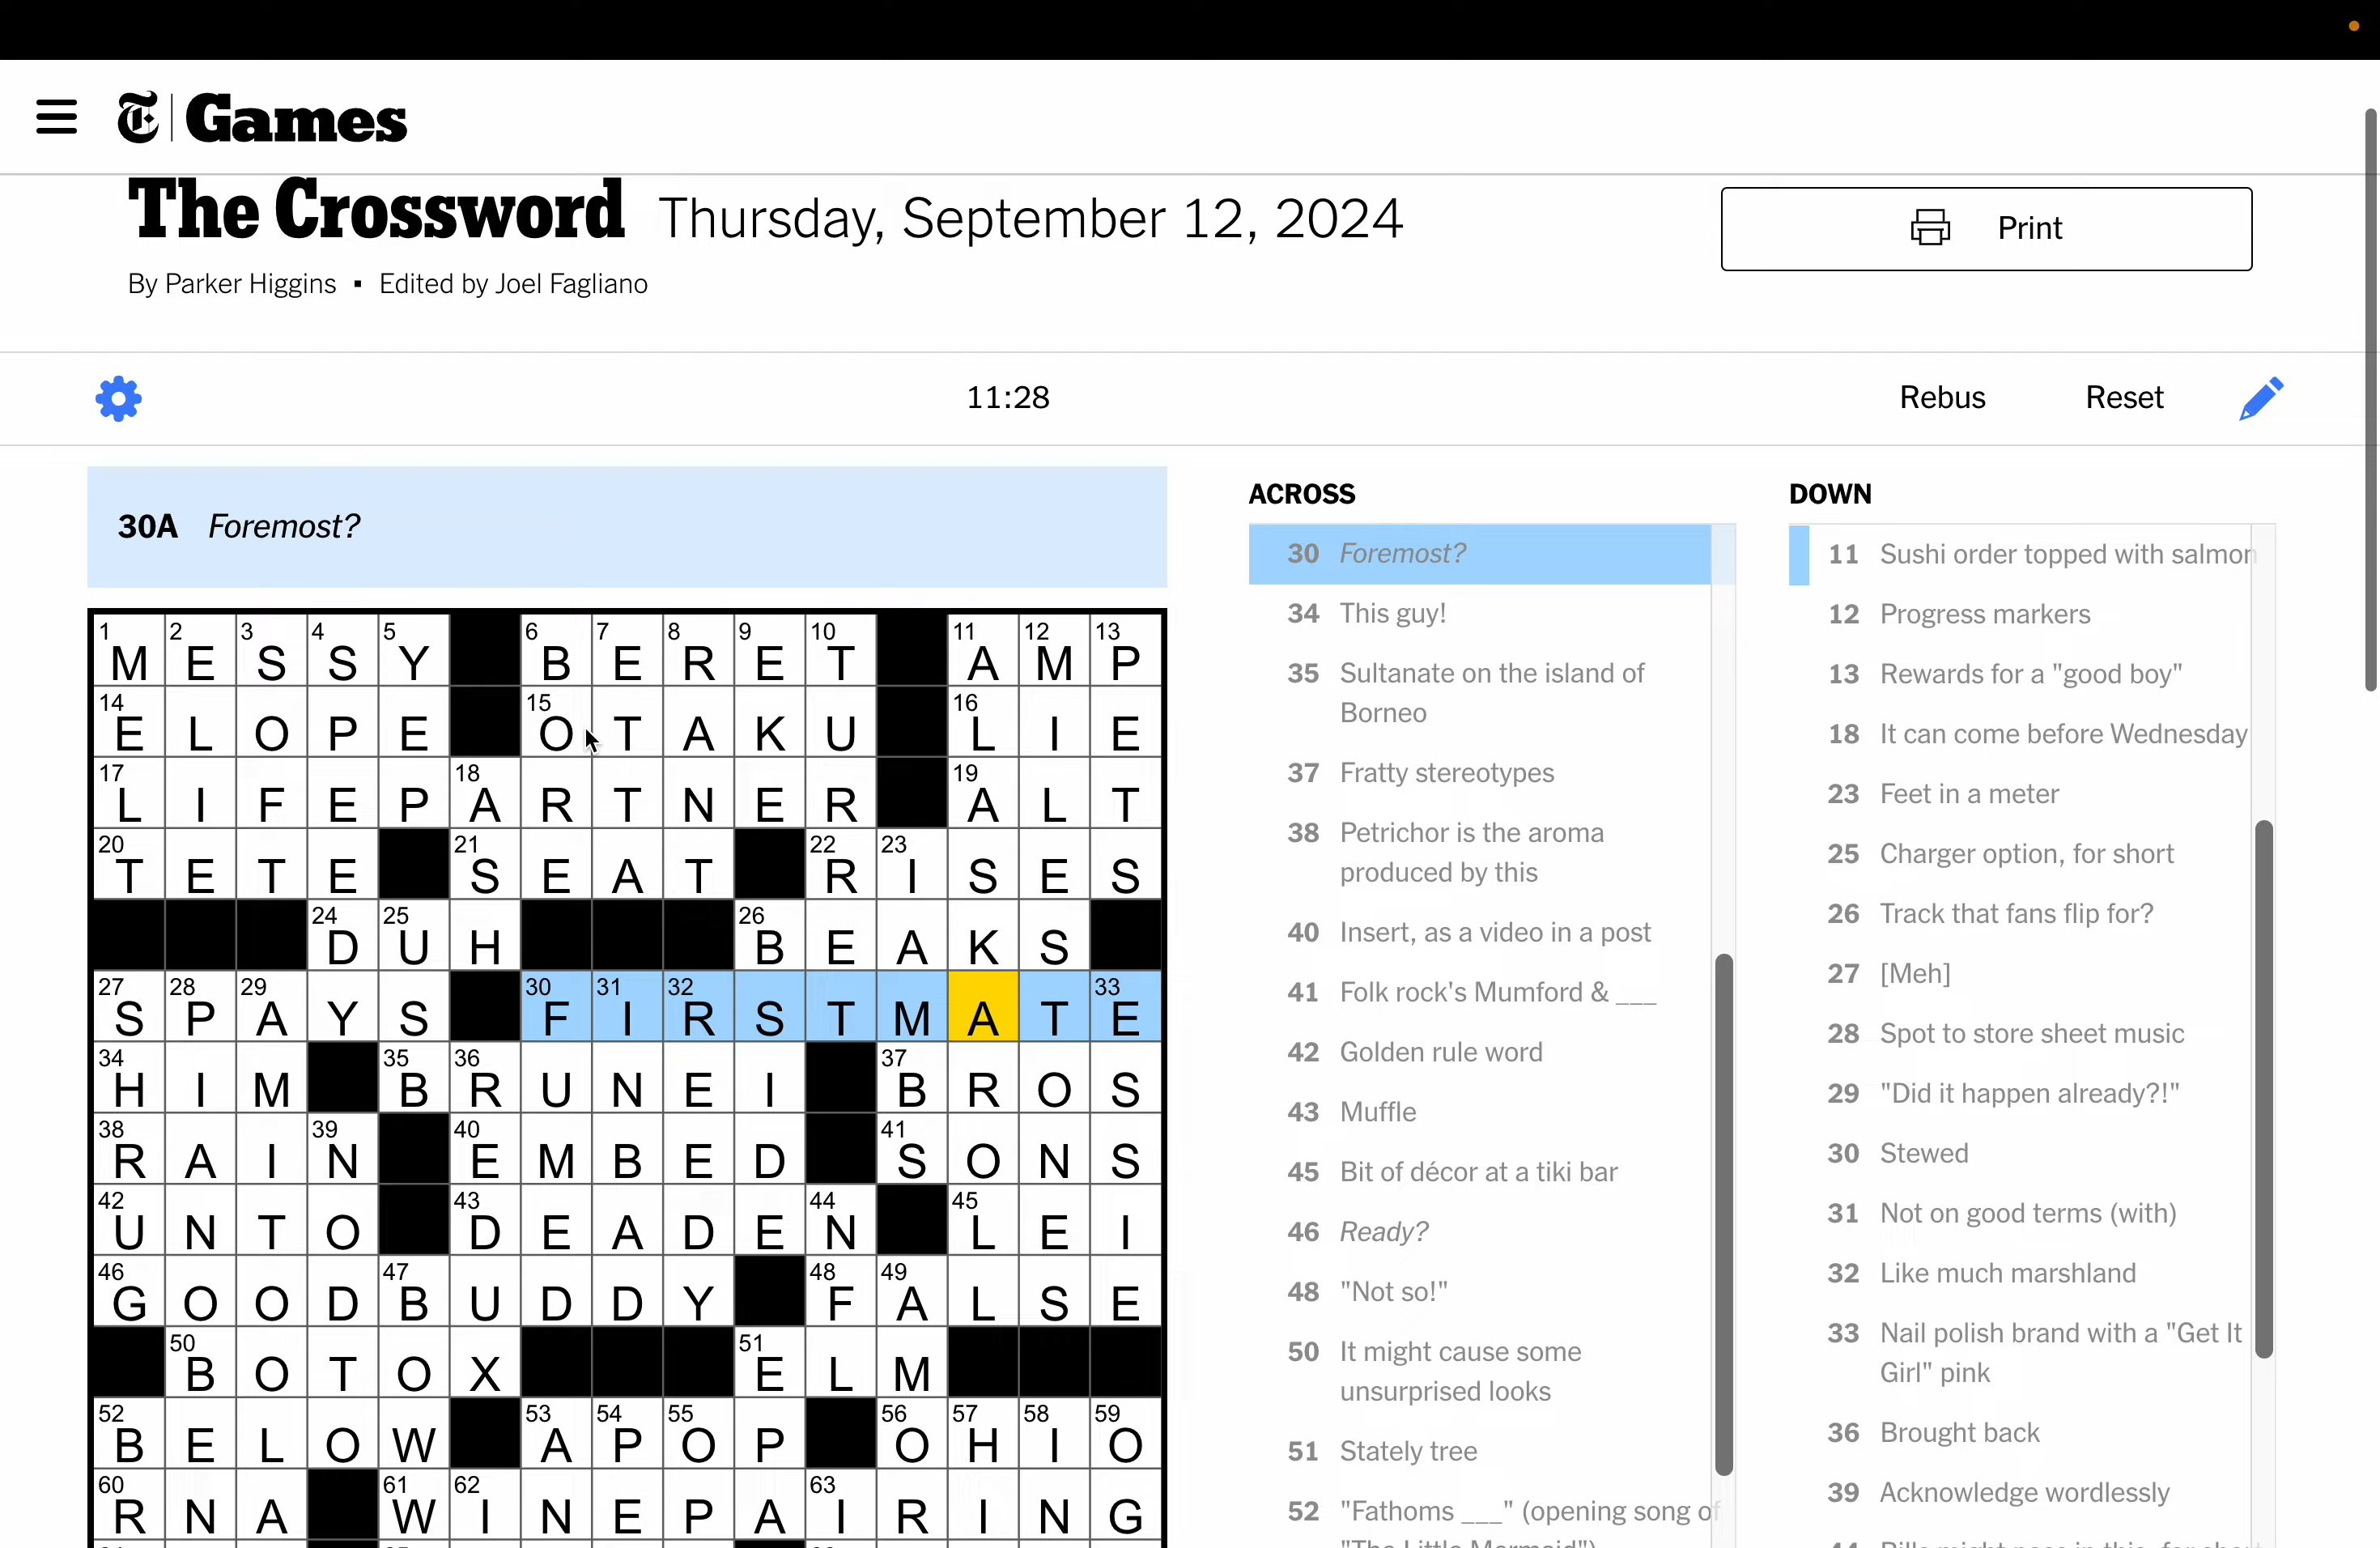 Games
The Crossword Thursday, September 12, 2024
Print
By Parker Higgins ▪ Edited by Joel Fagliano
11:28
Rebus
Reset
30A Foremost?
1 2 3 4 5 6 7 8 9 10 11 12 13
M E S S Y B E R E T A M P
14 15 16
E L O P E O T A K U L I E
17 18 19
L I F E P A R T N E R A L T
20 21 22 23
T E T E S E A T R I S E S
24 25 26
D U H B E A K S
27 28 29 30 31 32 33
S P A Y S F I R S T M A T E
34 35 36 37
H I M B R U N E I B R O S
38 39 40 41
R A I N E M B E D S O N S
42 43 44 45
U N T O D E A D E N L E I
46 47 48 49
G O O D B U D D Y F A L S E
50 51
B O T O X E L M
52 53 54 55 56 57 58 59
B E L O W A P O P O H I O
60 61 62 63
R N A W I N E P A I R I N G
ACROSS
30 Foremost?
34 This guy!
35 Sultanate on the island of
Borneo
37 Fratty stereotypes
38 Petrichor is the aroma
produced by this
40 Insert, as a video in a post
41 Folk rock's Mumford & ___
42 Golden rule word
43 Muffle
45 Bit of décor at a tiki bar
46 Ready?
48 "Not so!"
50 It might cause some
unsurprised looks
51 Stately tree
52 "Fathoms ___" (opening song of
"The Little Mermaid")
DOWN
11 Sushi order topped with salmon
12 Progress markers
13 Rewards for a "good boy"
18 It can come before Wednesday
23 Feet in a meter
25 Charger option, for short
26 Track that fans flip for?
27 [Meh]
28 Spot to store sheet music
29 "Did it happen already?!"
30 Stewed
31 Not on good terms (with)
32 Like much marshland
33 Nail polish brand with a "Get It
Girl" pink
36 Brought back
39 Acknowledge wordlessly